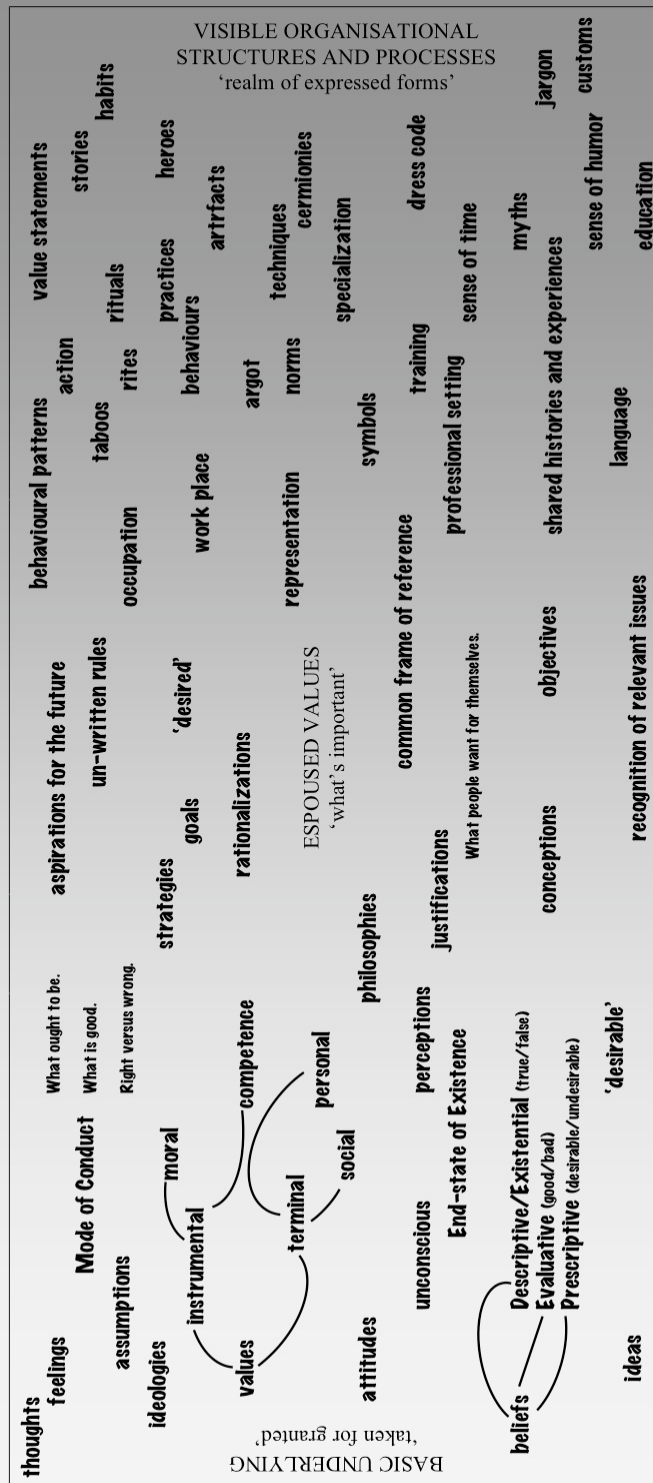 VISIBLE ORGANISATIONAL
STRUCTURES AND PROCESSES
‘realm of expressed forms’
thoughts
feelings
What ought to be.
aspirations for the future
behavioural patterns
action
value statements
stories
habits
Mode of Conduct
What is good.
un-written rules
taboos
assumptions
Right versus wrong.
occupation
rites
rituals
ideologies
moral
strategies
‘desired’
goals
practices
heroes
behaviours
instrumental
work place
artrfacts
values
competence
rationalizations
argot
techniques
terminal
representation
norms
cermionies
personal
social
ESPOUSED VALUES
‘what’s important’
specialization
attitudes
philosophies
symbols
unconscious
perceptions
common frame of reference
training
dress code
justifications
End-state of Existence
What people want for themselves.
professional setting
sense of time
beliefs
Descriptive/Existential (true/false)
Evaluative (good/bad)
Prescriptive (desirable/undesirable)
conceptions
objectives
shared histories and experiences
myths
jargon
customs
‘desirable’
language
sense of humor
ideas
recognition of relevant issues
education
BASIC UNDERLYING
‘taken for granted’